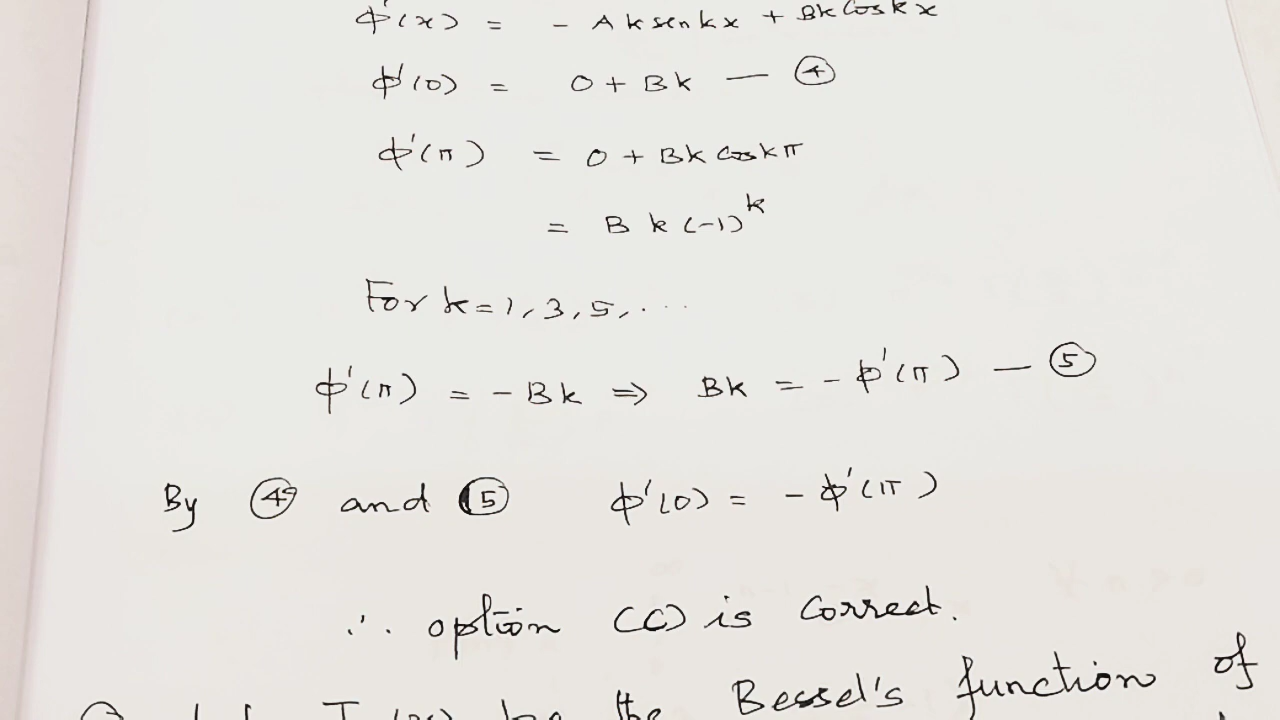 ϕ'(x) = - A k sen k x + Bk Cos k x
ϕ'(0) = 0 + Bk — ④
ϕ'(π) = 0 + Bk Cos kπ
= B k (-1)^k
For k = 1, 3, 5, . ...
ϕ'(π) = - Bk ⇒ Bk = - ϕ'(π) — ⑤
By ④ and ⑤ ϕ'(0) = - ϕ'(π)
∴ option (C) is Correct.
the Bessel's function of